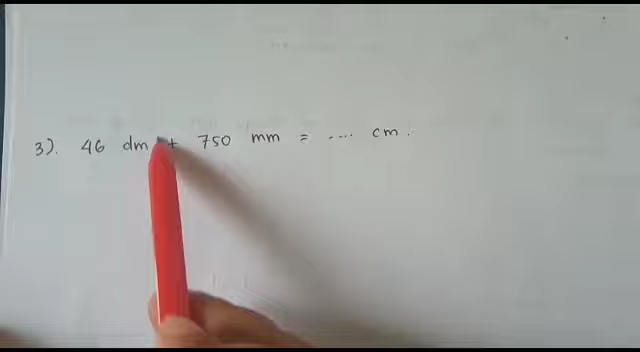 3). 46 dm + 750 mm = .... cm.